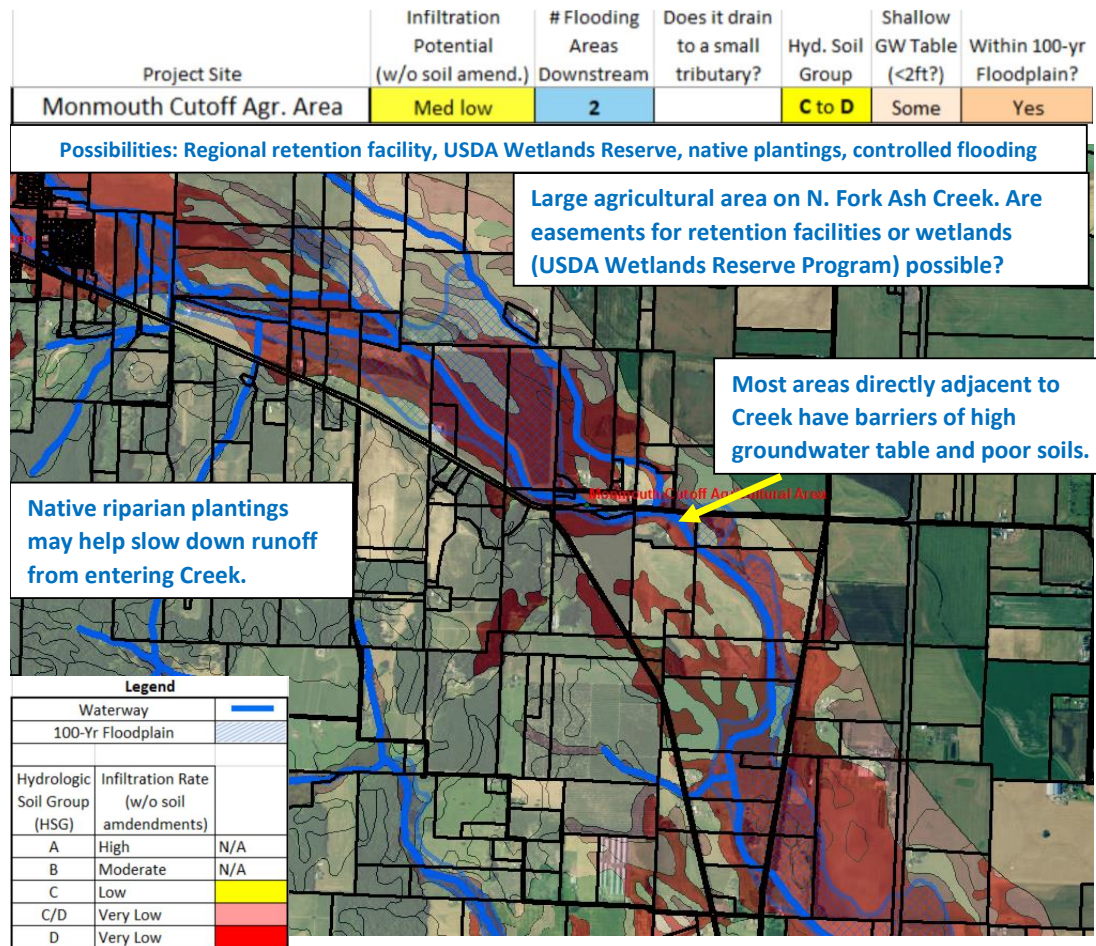 Project Site
Infiltration Potential (w/o soil amend.)
# Flooding Areas Downstream
Does it drain to a small tributary?
Hyd. Soil Group
Shallow GW Table (<2ft?)
Within 100-yr Floodplain?
Monmouth Cutoff Agr. Area Med low 2 C to D Some Yes
Possibilities: Regional retention facility, USDA Wetlands Reserve, native plantings, controlled flooding
Large agricultural area on N. Fork Ash Creek. Are
easements for retention facilities or wetlands
(USDA Wetlands Reserve Program) possible?
Most areas directly adjacent to
Creek have barriers of high
groundwater table and poor soils.
Monmouth Cutoff Agricultural Area
Native riparian plantings
may help slow down runoff
from entering Creek.
Legend
Waterway
100-Yr Floodplain
Hydrologic Soil Group (HSG)
Infiltration Rate (w/o soil amdendments)
A High N/A
B Moderate N/A
C Low
C/D Very Low
D Very Low